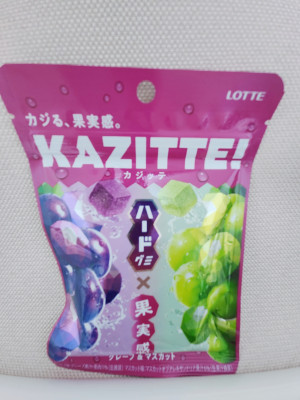 LOTTE
カジる、果実感。
KAZITTE!
カジッテ
ハード
グミ
×
果実感
グレープ&マスカット